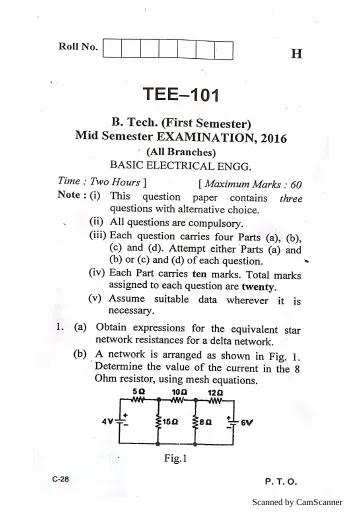 Roll No.
H
TEE–101
B. Tech. (First Semester)
Mid Semester EXAMINATION, 2016
(All Branches)
BASIC ELECTRICAL ENGG.
Time : Two Hours ] [ Maximum Marks : 60
Note : (i) This question paper contains three
questions with alternative choice.
(ii) All questions are compulsory.
(iii) Each question carries four Parts (a), (b),
(c) and (d). Attempt either Parts (a) and
(b) or (c) and (d) of each question.
(iv) Each Part carries ten marks. Total marks
assigned to each question are twenty.
(v) Assume suitable data wherever it is
necessary.
1. (a) Obtain expressions for the equivalent star
network resistances for a delta network.
(b) A network is arranged as shown in Fig. 1.
Determine the value of the current in the 8
Ohm resistor, using mesh equations.
5Ω 10Ω 12Ω
4V + – 15Ω 8Ω + – 6V
Fig.1
C-28 P. T. O.
Scanned by CamScanner